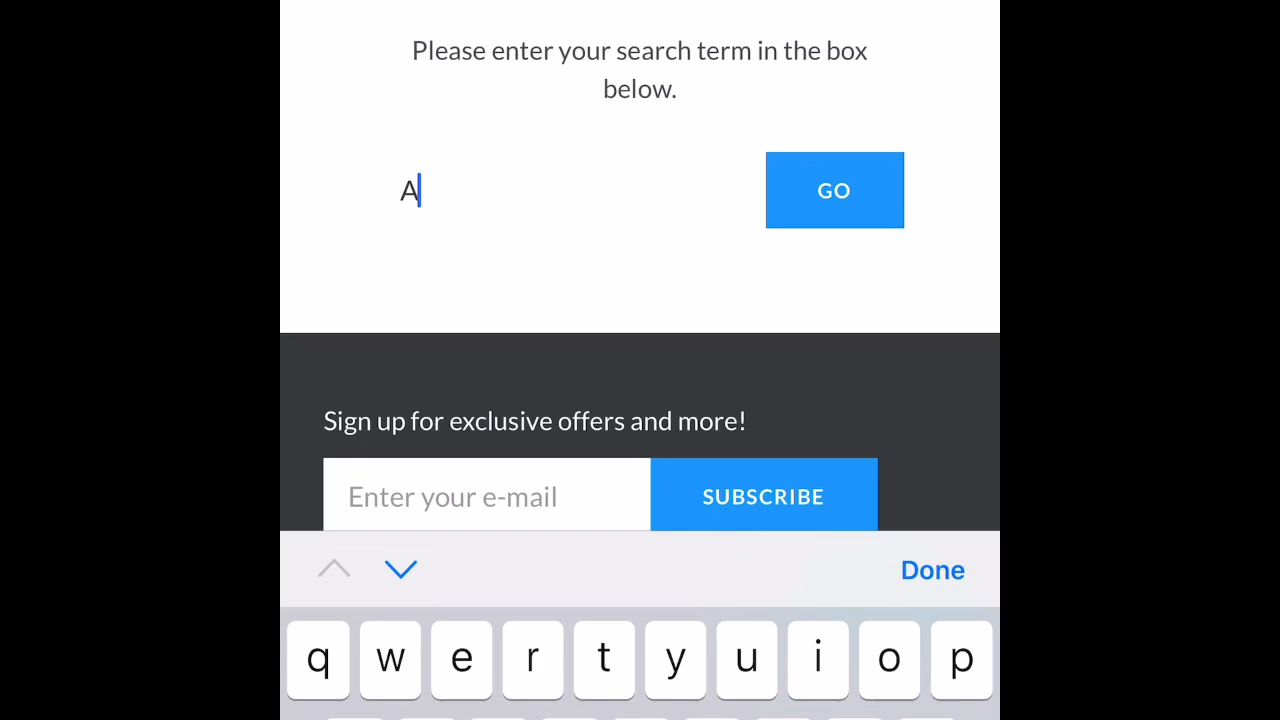 Please enter your search term in the box
below.
A
GO
Sign up for exclusive offers and more!
Enter your e-mail
SUBSCRIBE
Done
q w e r t y u i o p